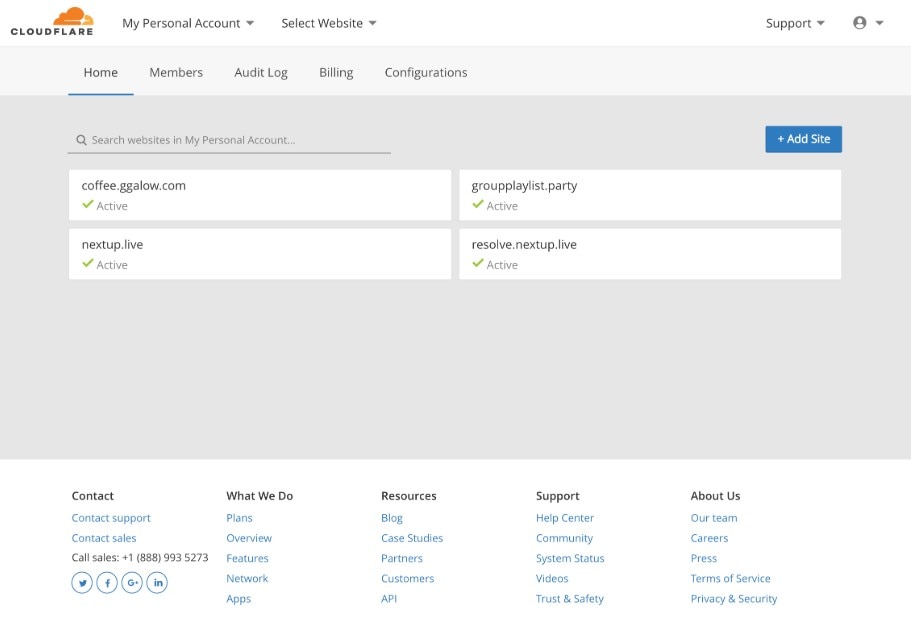 CLOUDFLARE
My Personal Account
Select Website
Support
Home
Members
Audit Log
Billing
Configurations
Search websites in My Personal Account...
+ Add Site
coffee.ggalow.com
Active
groupplaylist.party
Active
nextup.live
Active
resolve.nextup.live
Active
Contact
Contact support
Contact sales
Call sales: +1 (888) 993 5273
G+
in
What We Do
Plans
Overview
Features
Network
Apps
Resources
Blog
Case Studies
Partners
Customers
API
Support
Help Center
Community
System Status
Videos
Trust & Safety
About Us
Our team
Careers
Press
Terms of Service
Privacy & Security